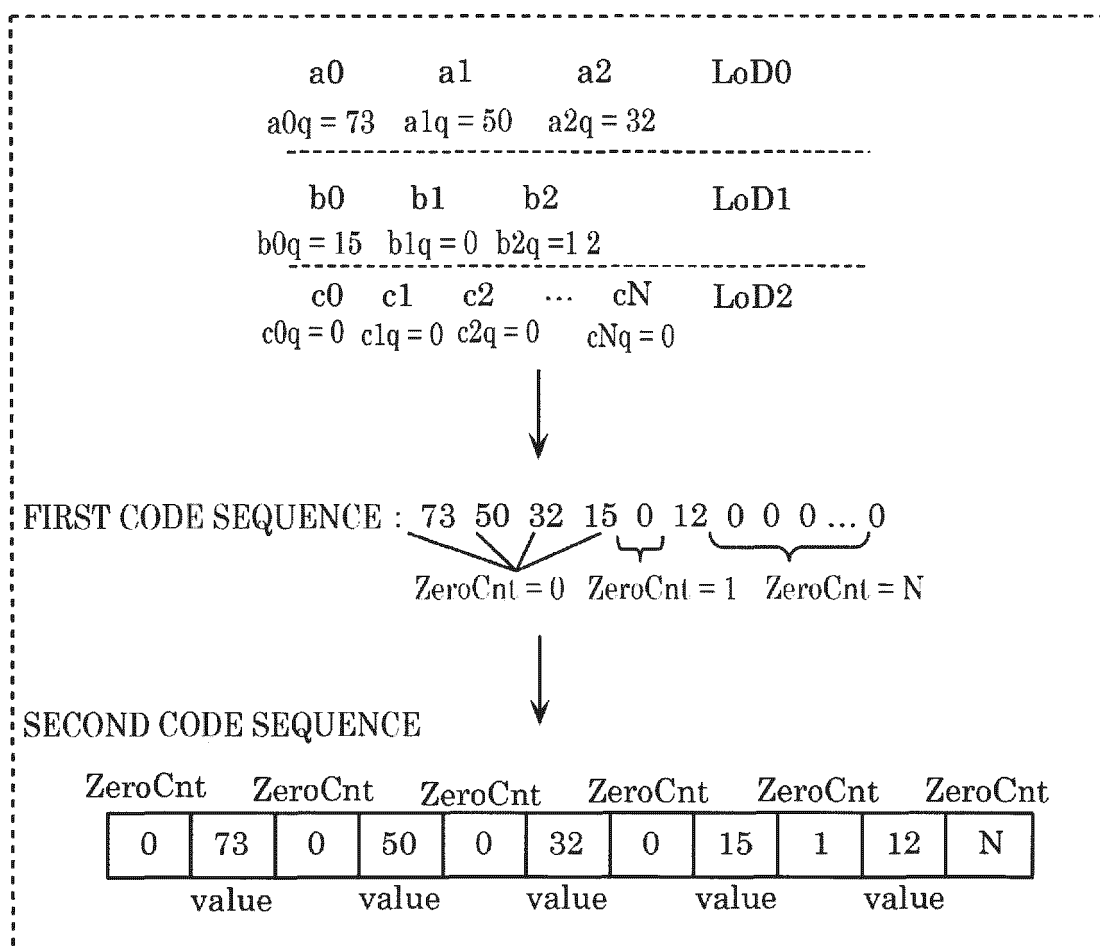 a0 a1 a2 LoD0
a0q = 73 a1q = 50 a2q = 32
b0 b1 b2 LoD1
b0q = 15 b1q = 0 b2q =1 2
c0 c1 c2 ... cN LoD2
c0q = 0 c1q = 0 c2q = 0 cNq = 0
FIRST CODE SEQUENCE : 73 50 32 15 0 12 0 0 0 ... 0
ZeroCnt = 0 ZeroCnt = 1 ZeroCnt = N
SECOND CODE SEQUENCE
ZeroCnt ZeroCnt ZeroCnt ZeroCnt ZeroCnt ZeroCnt
0 73 0 50 0 32 0 15 1 12 N
value value value value value